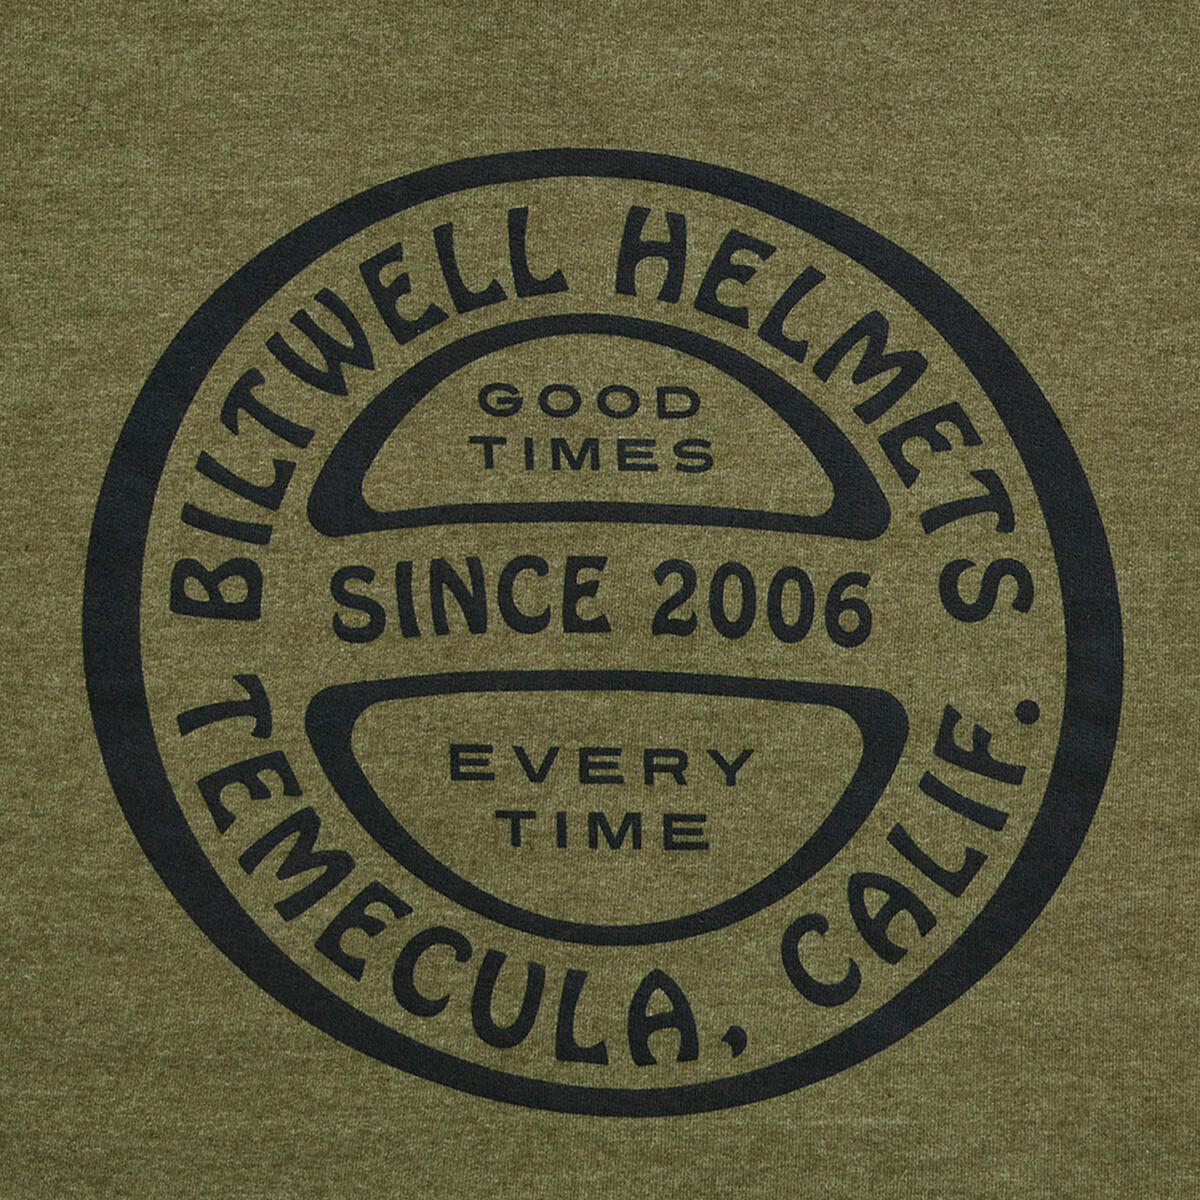 BILTWELL HELMETS
GOOD
TIMES
SINCE 2006
EVERY
TIME
TEMECULA, CALIF.